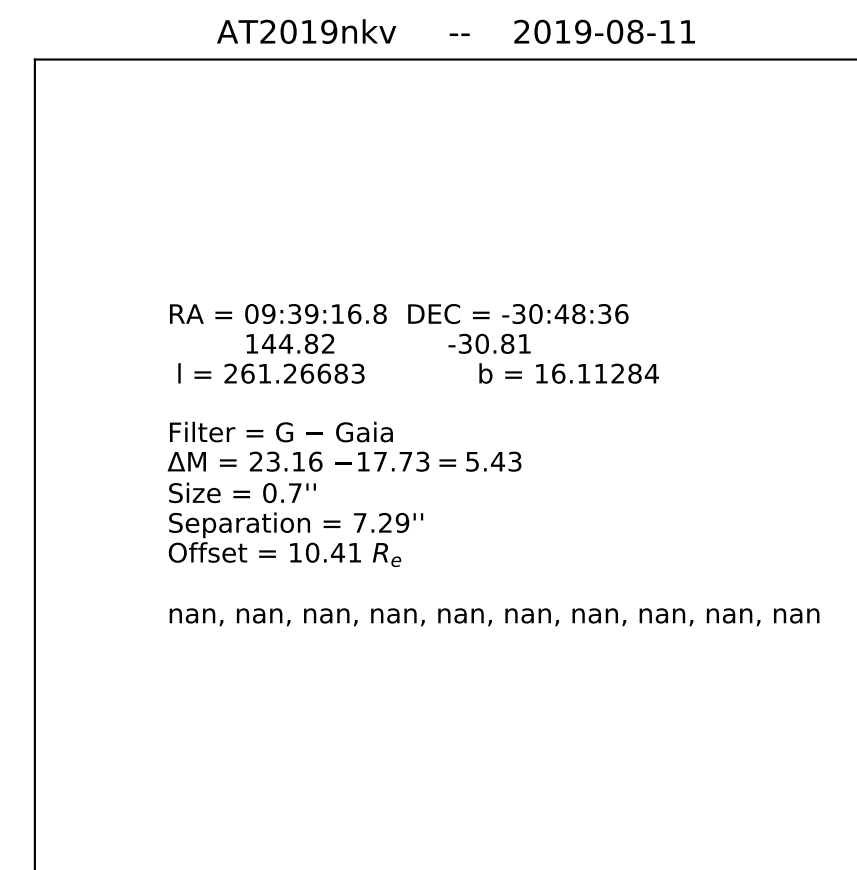 AT2019nkv -- 2019-08-11
RA = 09:39:16.8 DEC = -30:48:36
144.82 -30.81
l = 261.26683 b = 16.11284
Filter = G − Gaia
ΔM = 23.16 −17.73 = 5.43
Size = 0.7''
Separation = 7.29''
Offset = 10.41 Rₑ
nan, nan, nan, nan, nan, nan, nan, nan, nan, nan